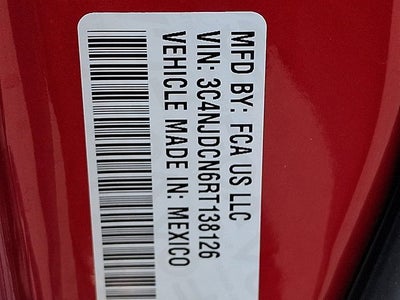 MFD BY: FCA US LLC
VIN: 3C4NJDCN6RT138126
VEHICLE MADE IN: MEXICO